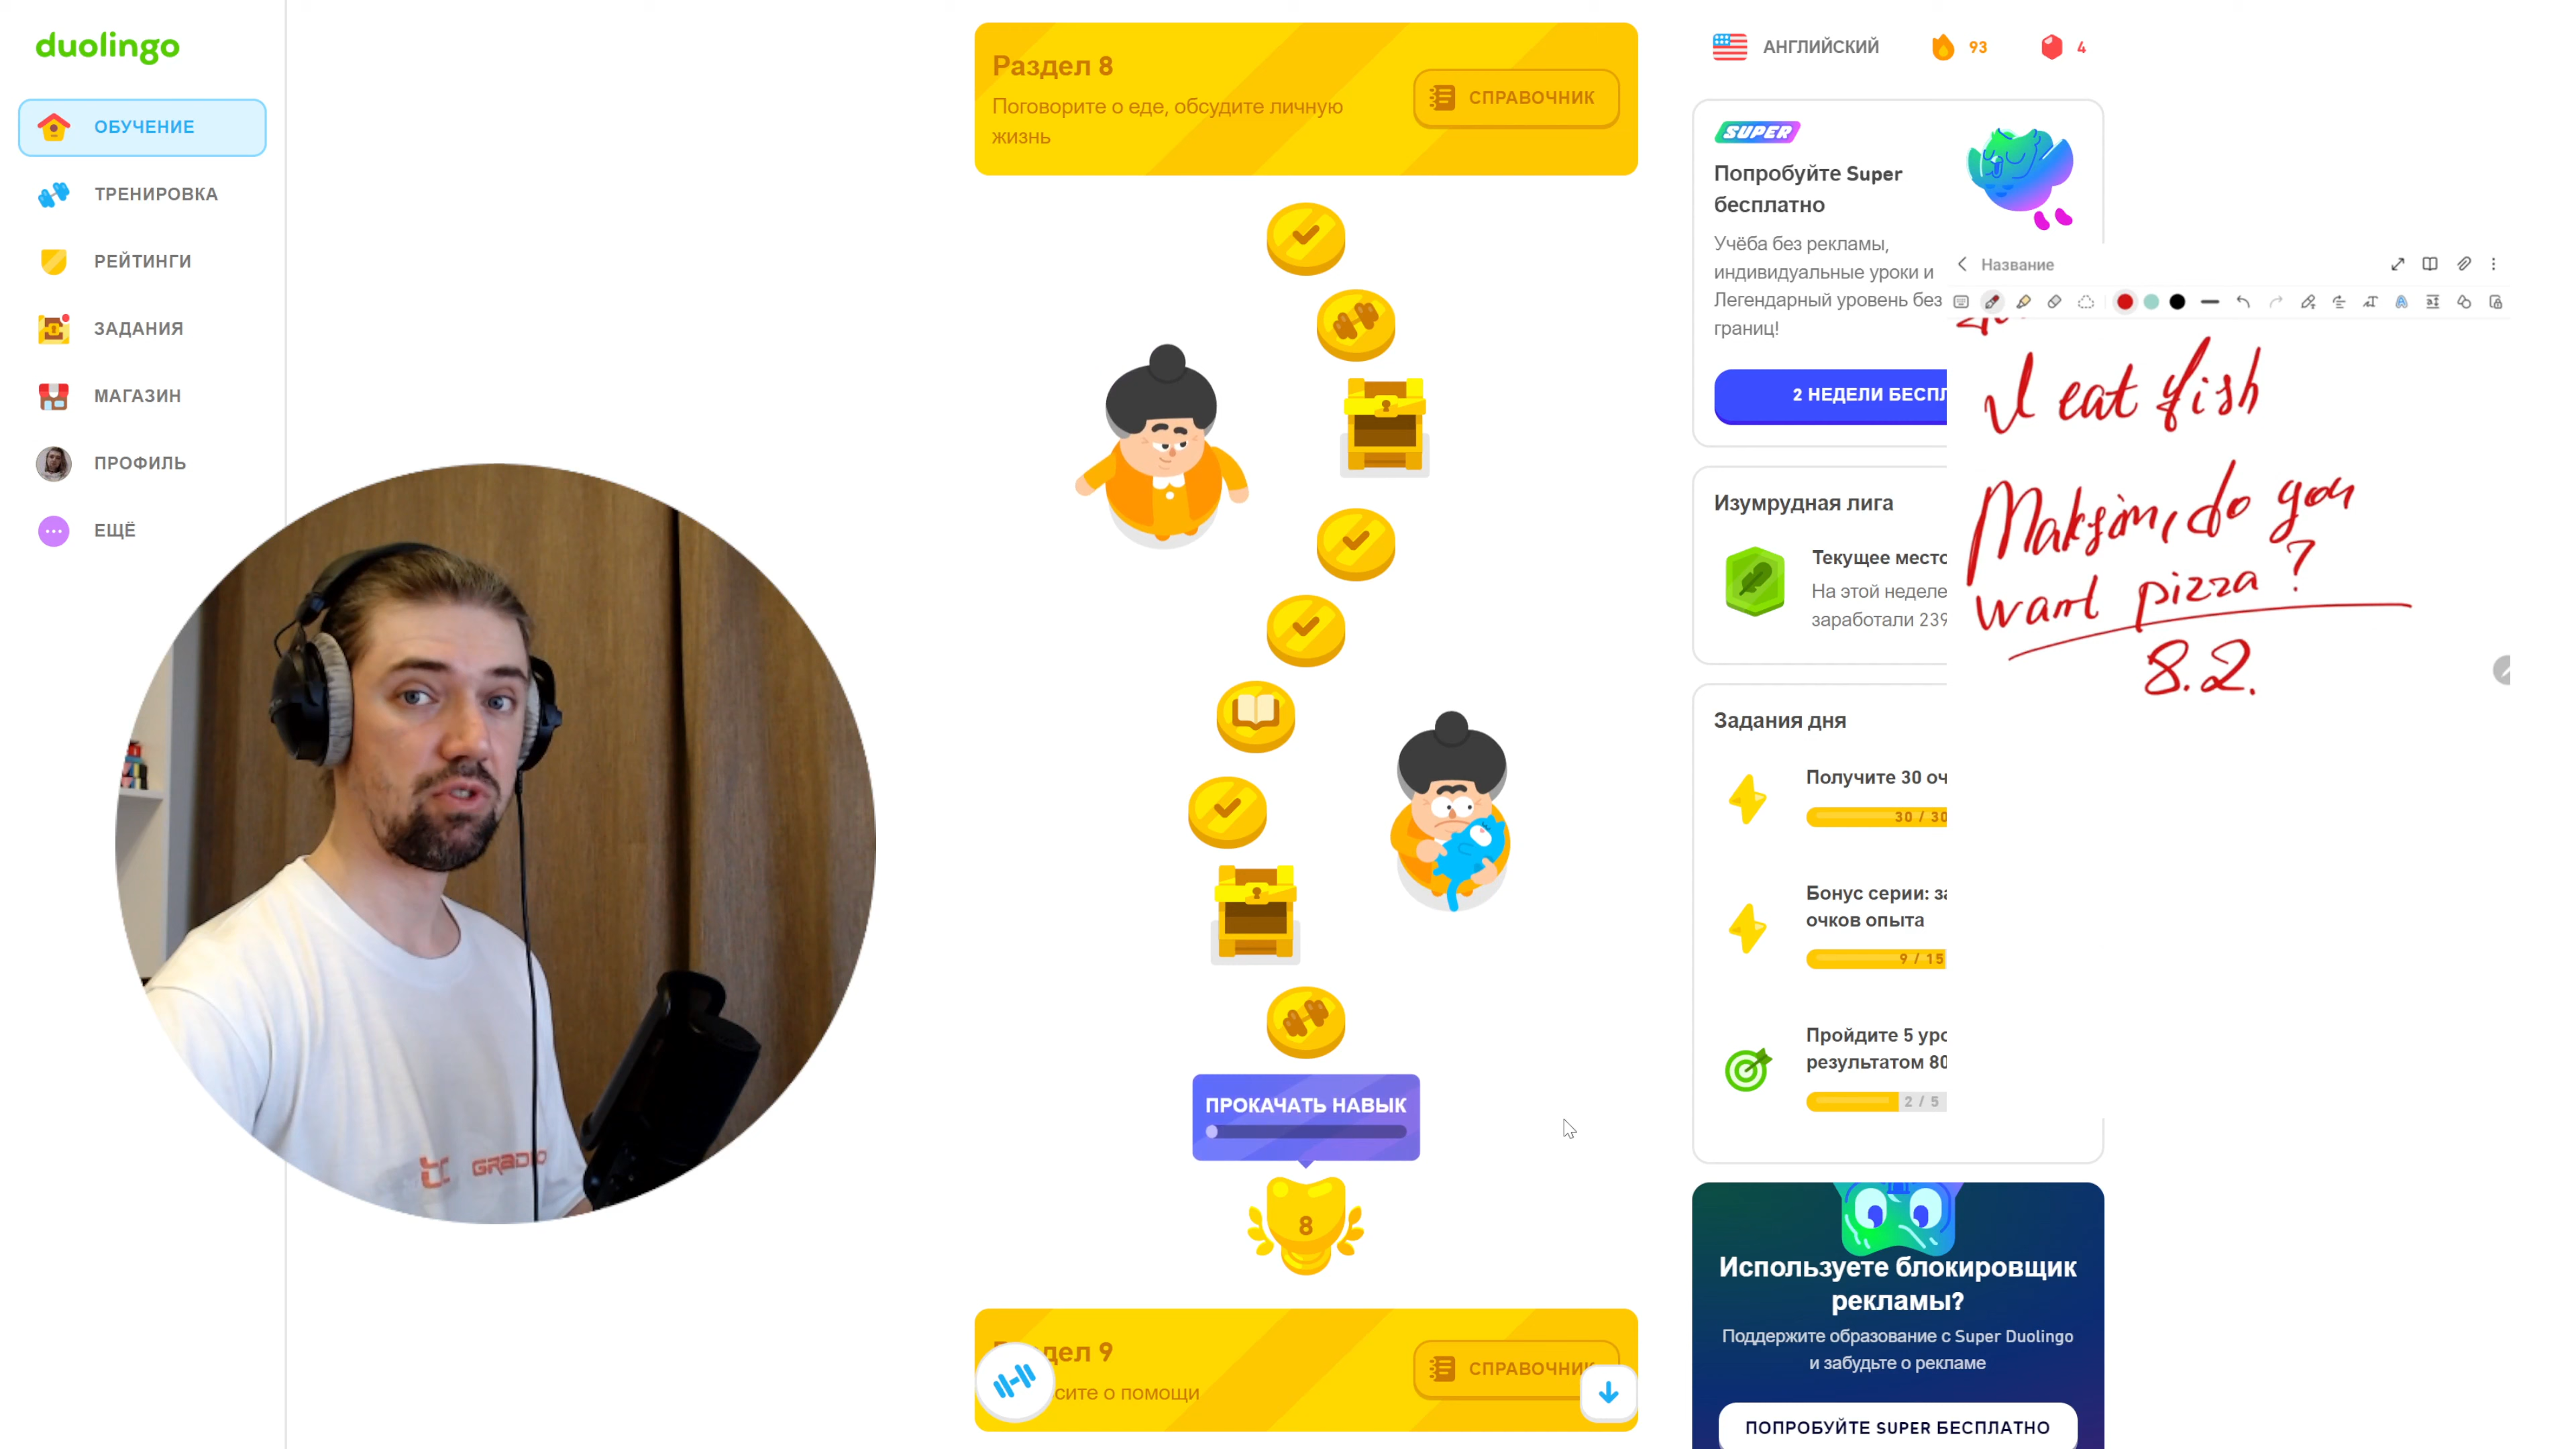 duolingo
ОБУЧЕНИЕ
ТРЕНИРОВКА
РЕЙТИНГИ
ЗАДАНИЯ
МАГАЗИН
ПРОФИЛЬ
ЕЩЁ
GRADIO
Раздел 8
Поговорите о еде, обсудите личную
жизнь
СПРАВОЧНИК
ПРОКАЧАТЬ НАВЫК
8
дел 9
сите о помощи
СПРАВОЧНИК
АНГЛИЙСКИЙ
93
4
SUPER
Попробуйте Super
бесплатно
Учёба без рекламы,
индивидуальные уроки и
Легендарный уровень без
границ!
2 НЕДЕЛИ БЕСПЛ
Изумрудная лига
Текущее место
На этой неделе
заработали 239
Задания дня
Получите 30 оч
30 / 30
Бонус серии: за
очков опыта
9 / 15
Пройдите 5 уро
результатом 80
2 / 5
Используете блокировщик
рекламы?
Поддержите образование с Super Duolingo
и забудьте о рекламе
ПОПРОБУЙТЕ SUPER БЕСПЛАТНО
Название
I eat fish
Maksim, do you
want pizza?
8.2.